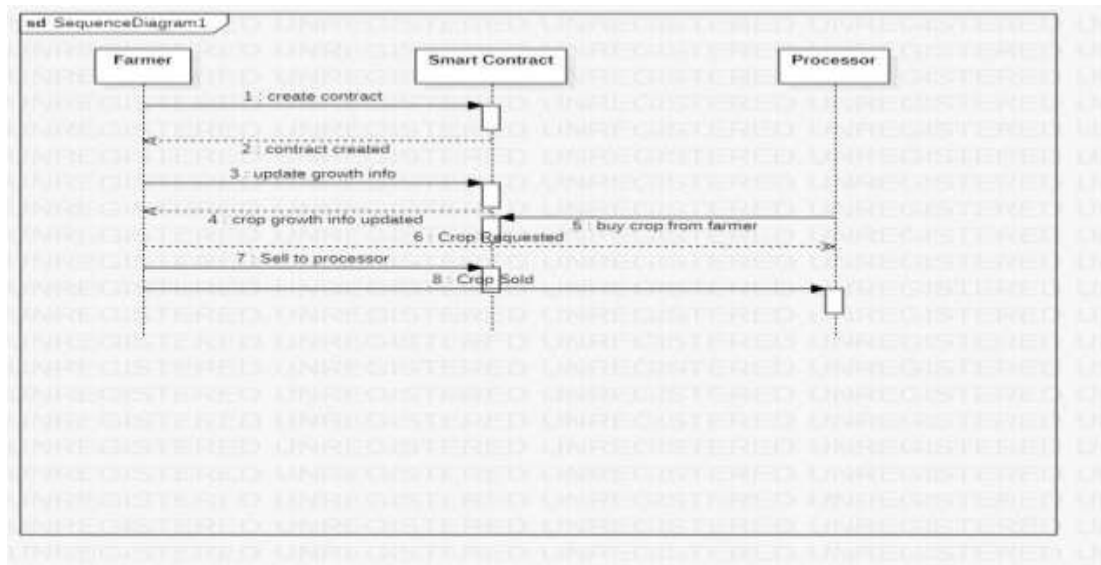 sd SequenceDiagram1
Farmer
Smart Contract
Processor
1 : create contract
2 : contract created
3 : update growth info
4 : crop growth info updated
5 : buy crop from farmer
6 : Crop Requested
7 : Sell to processor
8 : Crop Sold
UNREGISTERED